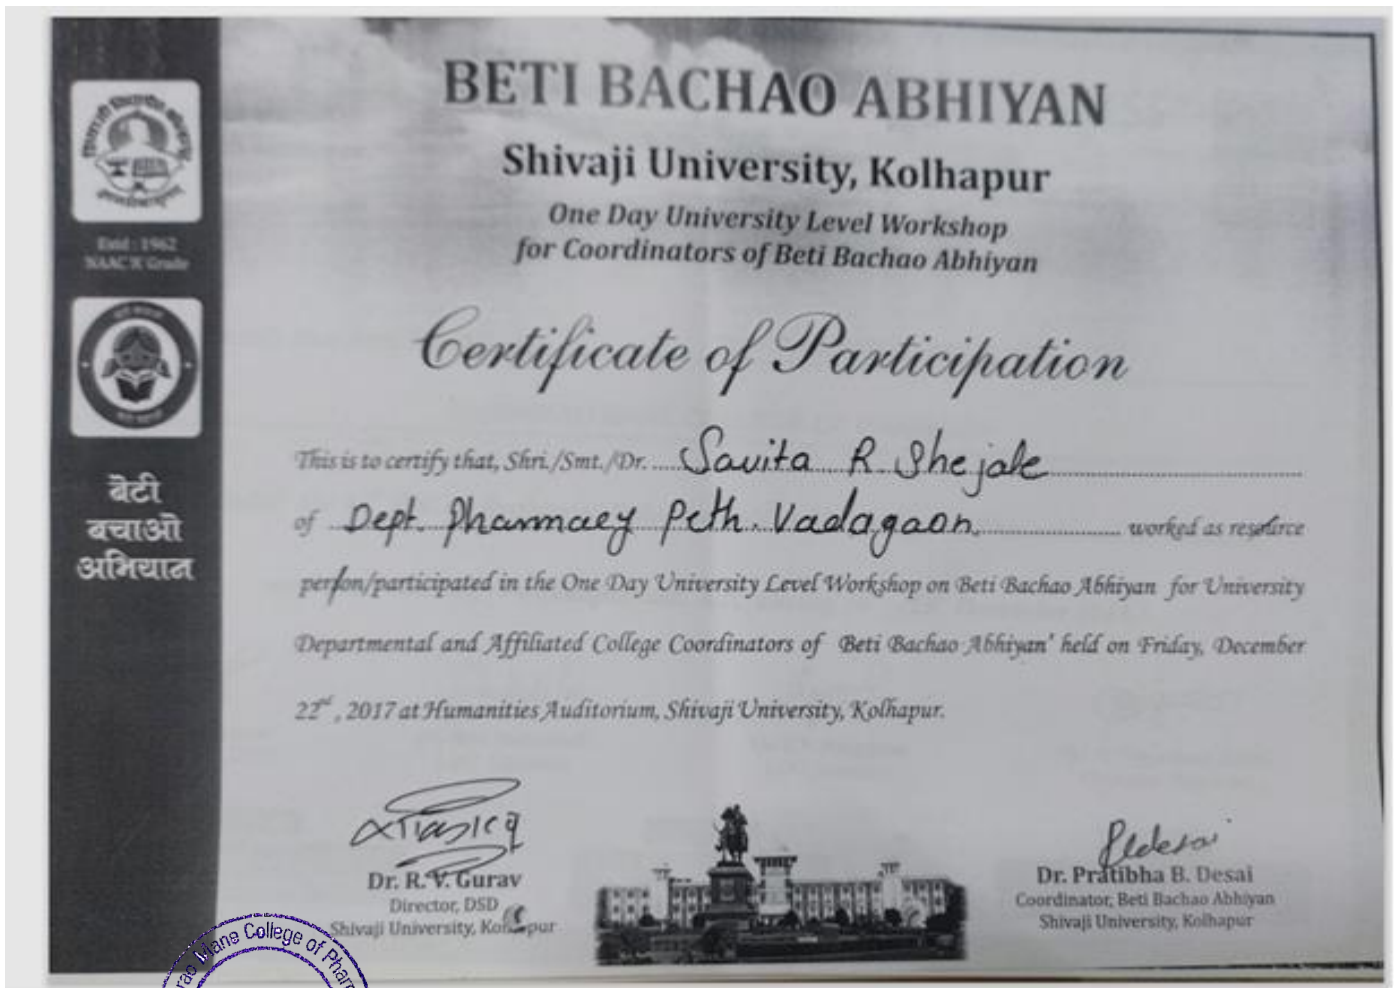 BETI BACHAO ABHIYAN
Shivaji University, Kolhapur
One Day University Level Workshop
for Coordinators of Beti Bachao Abhiyan
Estd : 1962
NAAC 'A' Grade
बेटी
बचाओ
अभियान
Certificate of Participation
This is to certify that, Shri./Smt./Dr. Savita R Shejale
of Dept. Pharmacy Peth. Vadagaon. worked as resource
person/participated in the One Day University Level Workshop on Beti Bachao Abhiyan for University
Departmental and Affiliated College Coordinators of Beti Bachao Abhiyan' held on Friday, December
22nd, 2017 at Humanities Auditorium, Shivaji University, Kolhapur.
Dr. R. V. Gurav
Director, DSD
Shivaji University, Kolhapur
Dr. Pratibha B. Desai
Coordinator, Beti Bachao Abhiyan
Shivaji University, Kolhapur
rao Mane College of Phar